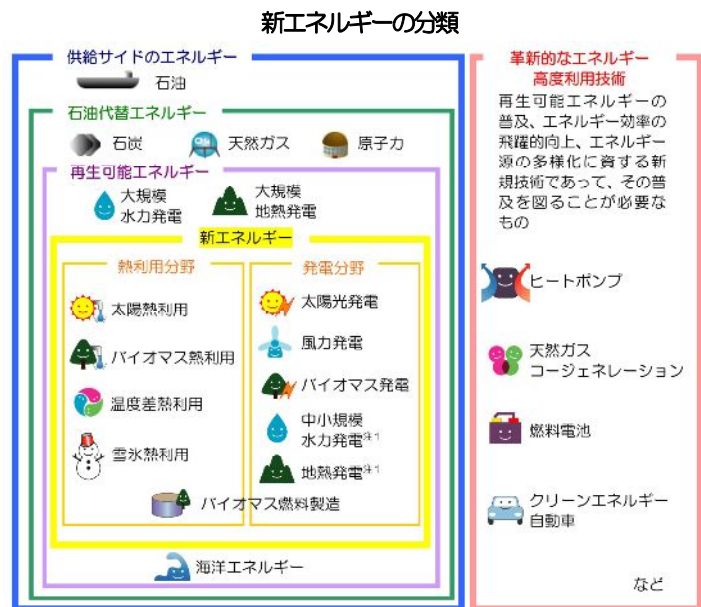 新エネルギーの分類
供給サイドのエネルギー
石油
石油代替エネルギー
石炭
天然ガス
原子力
再生可能エネルギー
大規模
水力発電
大規模
地熱発電
新エネルギー
熱利用分野
太陽熱利用
バイオマス熱利用
温度差熱利用
雪氷熱利用
発電分野
太陽光発電
風力発電
バイオマス発電
中小規模
水力発電注1
地熱発電注1
バイオマス燃料製造
海洋エネルギー
革新的なエネルギー
高度利用技術
再生可能エネルギーの
普及、エネルギー効率の
飛躍的向上、エネルギー
源の多様化に資する新
規技術であって、その普
及を図ることが必要な
もの
ヒートポンプ
天然ガス
コージェネレーション
燃料電池
クリーンエネルギー
自動車
など